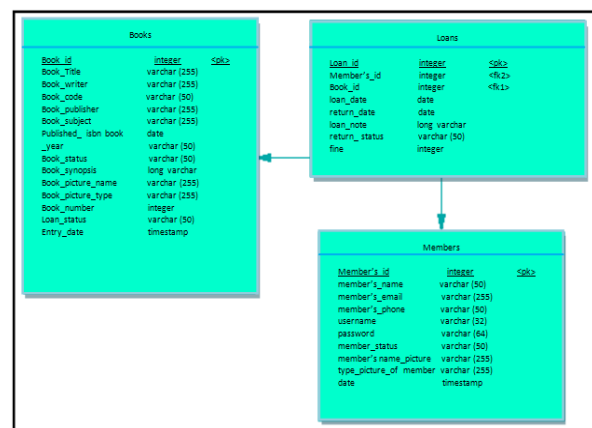 Books
Book_id integer <pk>
Book_Title varchar (255)
Book_writer varchar (255)
Book_code varchar (50)
Book_publisher varchar (255)
Book_subject varchar (255)
Published_ isbn book date
_year varchar (50)
Book_status varchar (50)
Book_synopsis long varchar
Book_picture_name varchar (255)
Book_picture_type varchar (255)
Book_number integer
Loan_status varchar (50)
Entry_date timestamp
Loans
Loan_id integer <pk>
Member's_id integer <fk2>
Book_id integer <fk1>
loan_date date
return_date date
loan_note long varchar
return_ status varchar (50)
fine integer
Members
Member's_id integer <pk>
member's_name varchar (50)
member's_email varchar (255)
member's_phone varchar (50)
username varchar (32)
password varchar (64)
member_status varchar (50)
member's name_picture varchar (255)
type_picture_of member varchar (255)
date timestamp